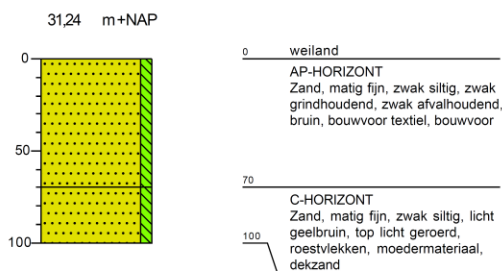 31,24 m+NAP
0
50
100
0 weiland
AP-HORIZONT
Zand, matig fijn, zwak siltig, zwak
grindhoudend, zwak afvalhoudend,
bruin, bouwvoor textiel, bouwvoor
70
C-HORIZONT
Zand, matig fijn, zwak siltig, licht
geelbruin, top licht geroerd,
roestvlekken, moedermateriaal,
dekzand
100